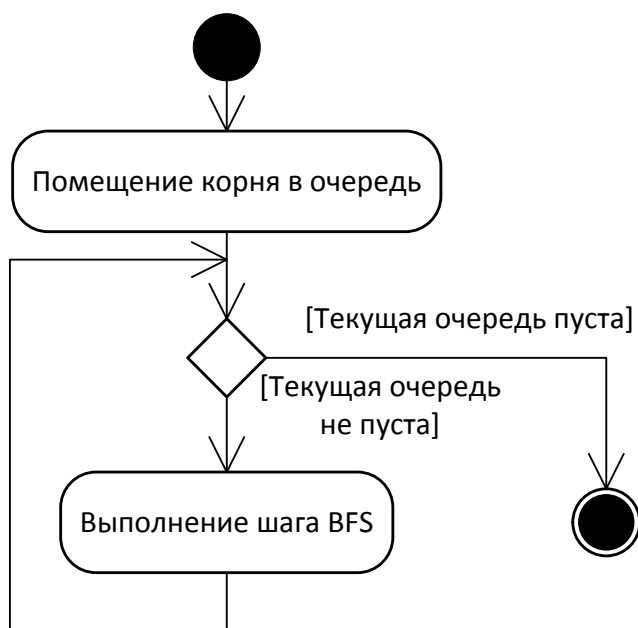 Помещение корня в очередь
[Текущая очередь пуста]
[Текущая очередь
не пуста]
Выполнение шага BFS